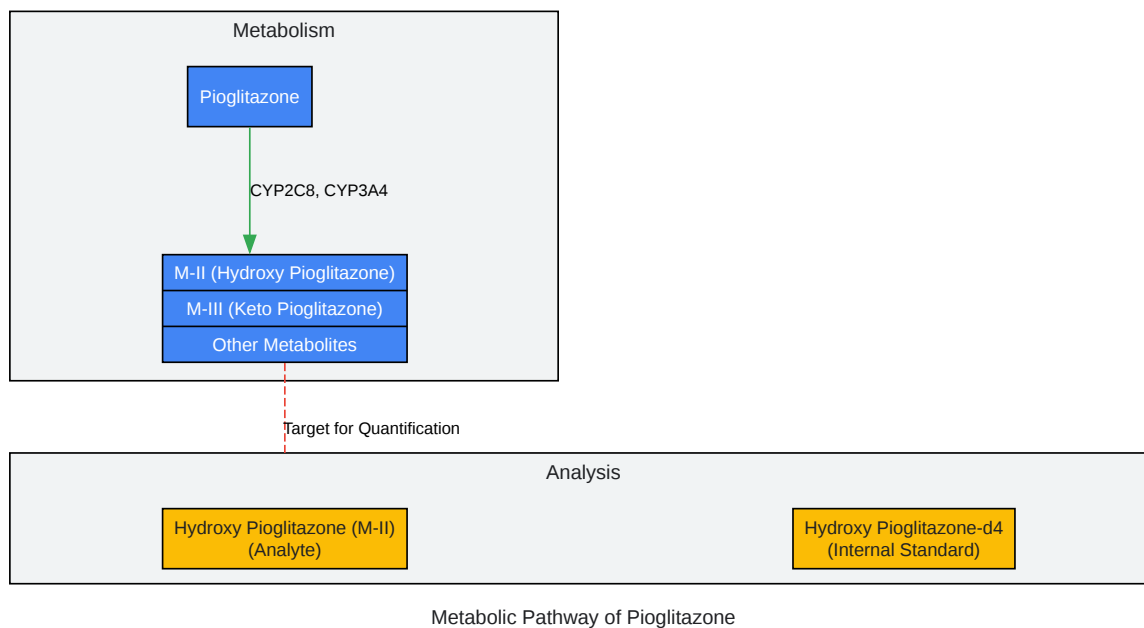 Metabolism
Pioglitazone
CYP2C8, CYP3A4
M-II (Hydroxy Pioglitazone)
M-III (Keto Pioglitazone)
Other Metabolites
Target for Quantification
Analysis
Hydroxy Pioglitazone (M-II)
(Analyte)
Hydroxy Pioglitazone-d4
(Internal Standard)
Metabolic Pathway of Pioglitazone